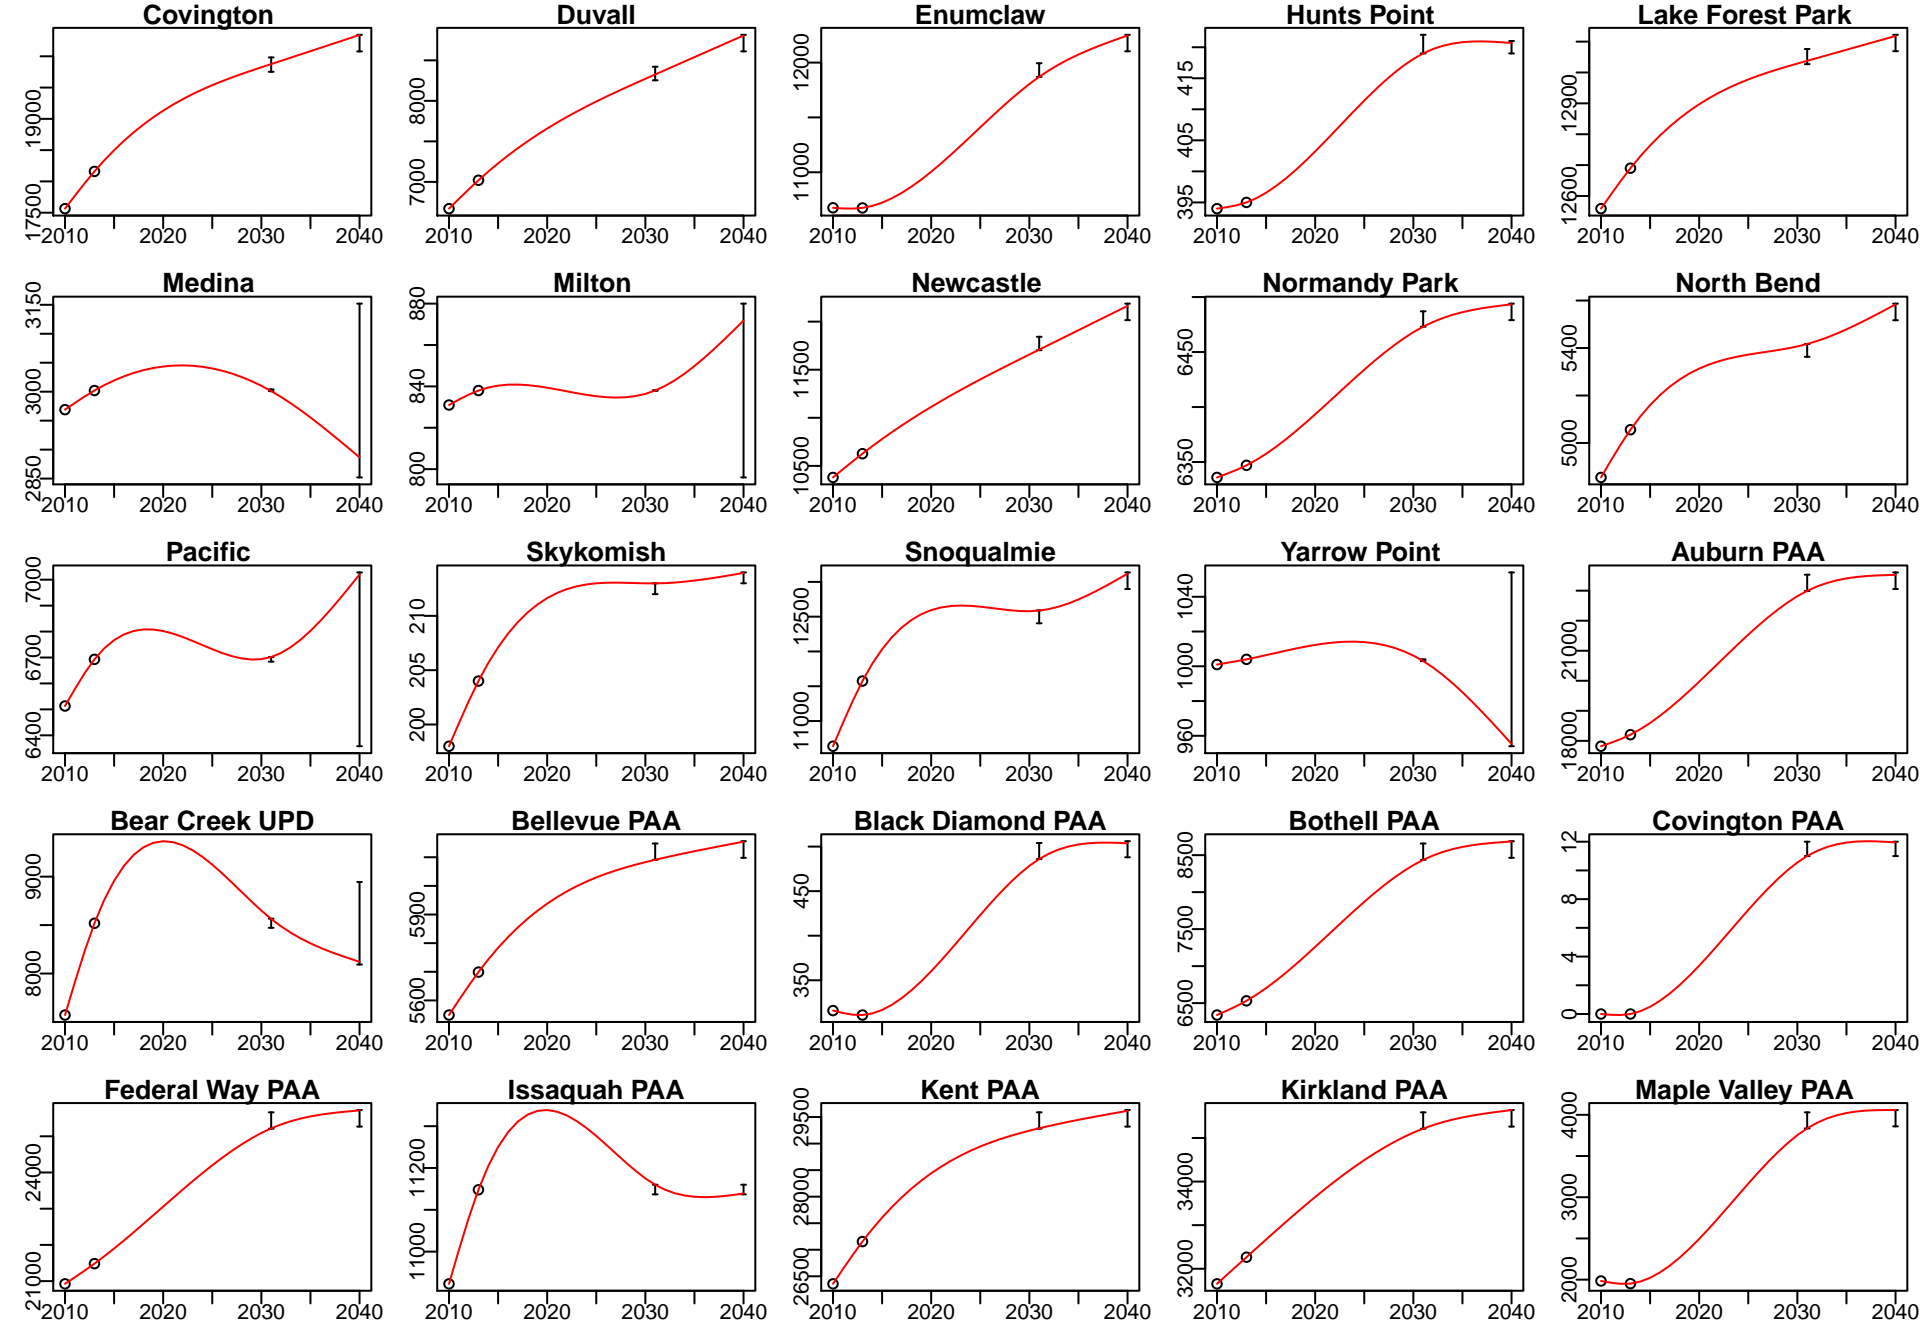 Covington Duvall Enumclaw Hunts Point Lake Forest Park
17500 19000
7000 8000
11000 12000
395 405 415
12600 12900
2010 2020 2030 2040 2010 2020 2030 2040 2010 2020 2030 2040 2010 2020 2030 2040 2010 2020 2030 2040
Medina Milton Newcastle Normandy Park North Bend
2850 3000 3150
800 840 880
10500 11500
6350 6450
5000 5400
2010 2020 2030 2040 2010 2020 2030 2040 2010 2020 2030 2040 2010 2020 2030 2040 2010 2020 2030 2040
Pacific Skykomish Snoqualmie Yarrow Point Auburn PAA
6400 6700 7000
200 205 210
11000 12500
960 1000 1040
18000 21000
2010 2020 2030 2040 2010 2020 2030 2040 2010 2020 2030 2040 2010 2020 2030 2040 2010 2020 2030 2040
Bear Creek UPD Bellevue PAA Black Diamond PAA Bothell PAA Covington PAA
8000 9000
5600 5900
350 450
6500 7500 8500
0 4 8 12
2010 2020 2030 2040 2010 2020 2030 2040 2010 2020 2030 2040 2010 2020 2030 2040 2010 2020 2030 2040
Federal Way PAA Issaquah PAA Kent PAA Kirkland PAA Maple Valley PAA
21000 24000
11000 11200
26500 28000 29500
32000 34000
2000 3000 4000
2010 2020 2030 2040 2010 2020 2030 2040 2010 2020 2030 2040 2010 2020 2030 2040 2010 2020 2030 2040